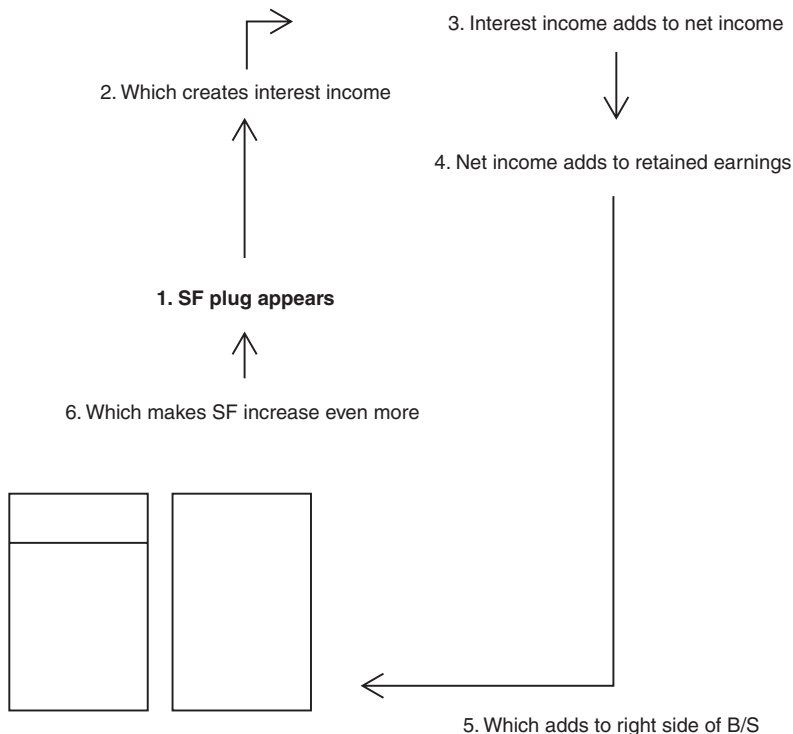 3. Interest income adds to net income
2. Which creates interest income
4. Net income adds to retained earnings
1. SF plug appears
6. Which makes SF increase even more
5. Which adds to right side of B/S